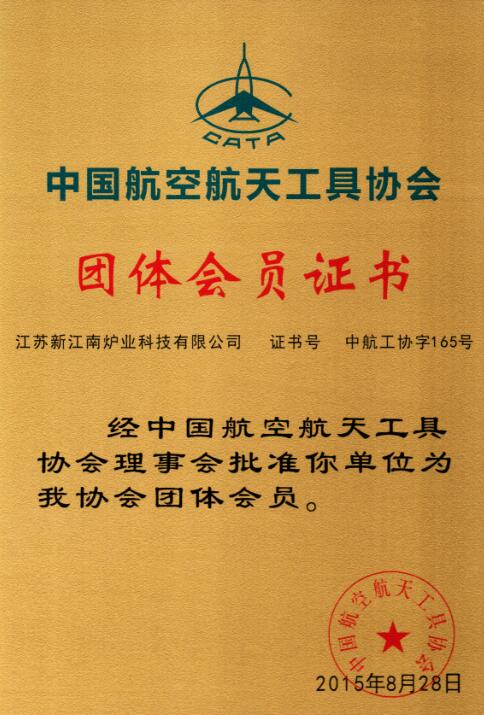 CATA
中国航空航天工具协会
团体会员证书
江苏新江南炉业科技有限公司 证书号 中航工协字165号
经中国航空航天工具
协会理事会批准你单位为
我协会团体会员。
中国航空航天工具协会
2015年8月28日